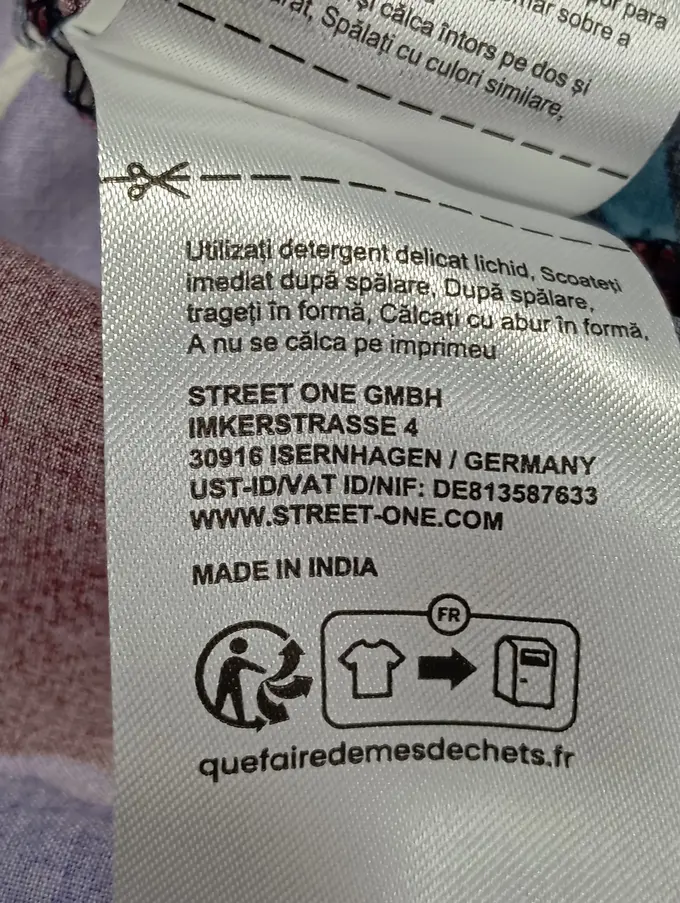 și călca întors pe dos și
Spălați cu culori similare,
para
sobre a
Utilizați detergent delicat lichid, Scoateți
imediat după spălare, După spălare,
trageți în formă, Călcați cu abur în formă,
A nu se călca pe imprimeu
STREET ONE GMBH
IMKERSTRASSE 4
30916 ISERNHAGEN / GERMANY
UST-ID/VAT ID/NIF: DE813587633
WWW.STREET-ONE.COM
MADE IN INDIA
FR
quefairedemesdechets.fr